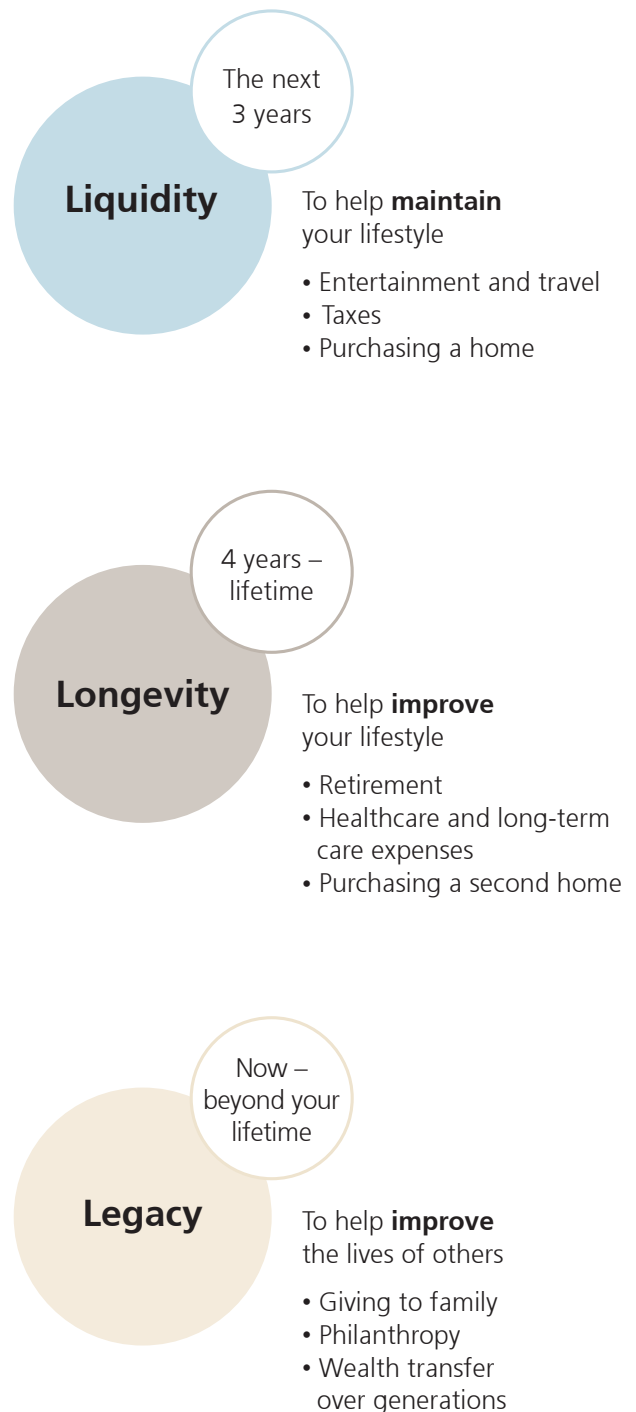 The next
3 years
Liquidity
To help maintain
your lifestyle
• Entertainment and travel
• Taxes
• Purchasing a home
4 years –
lifetime
Longevity
To help improve
your lifestyle
• Retirement
• Healthcare and long-term
care expenses
• Purchasing a second home
Now –
beyond your
lifetime
Legacy
To help improve
the lives of others
• Giving to family
• Philanthropy
• Wealth transfer
over generations